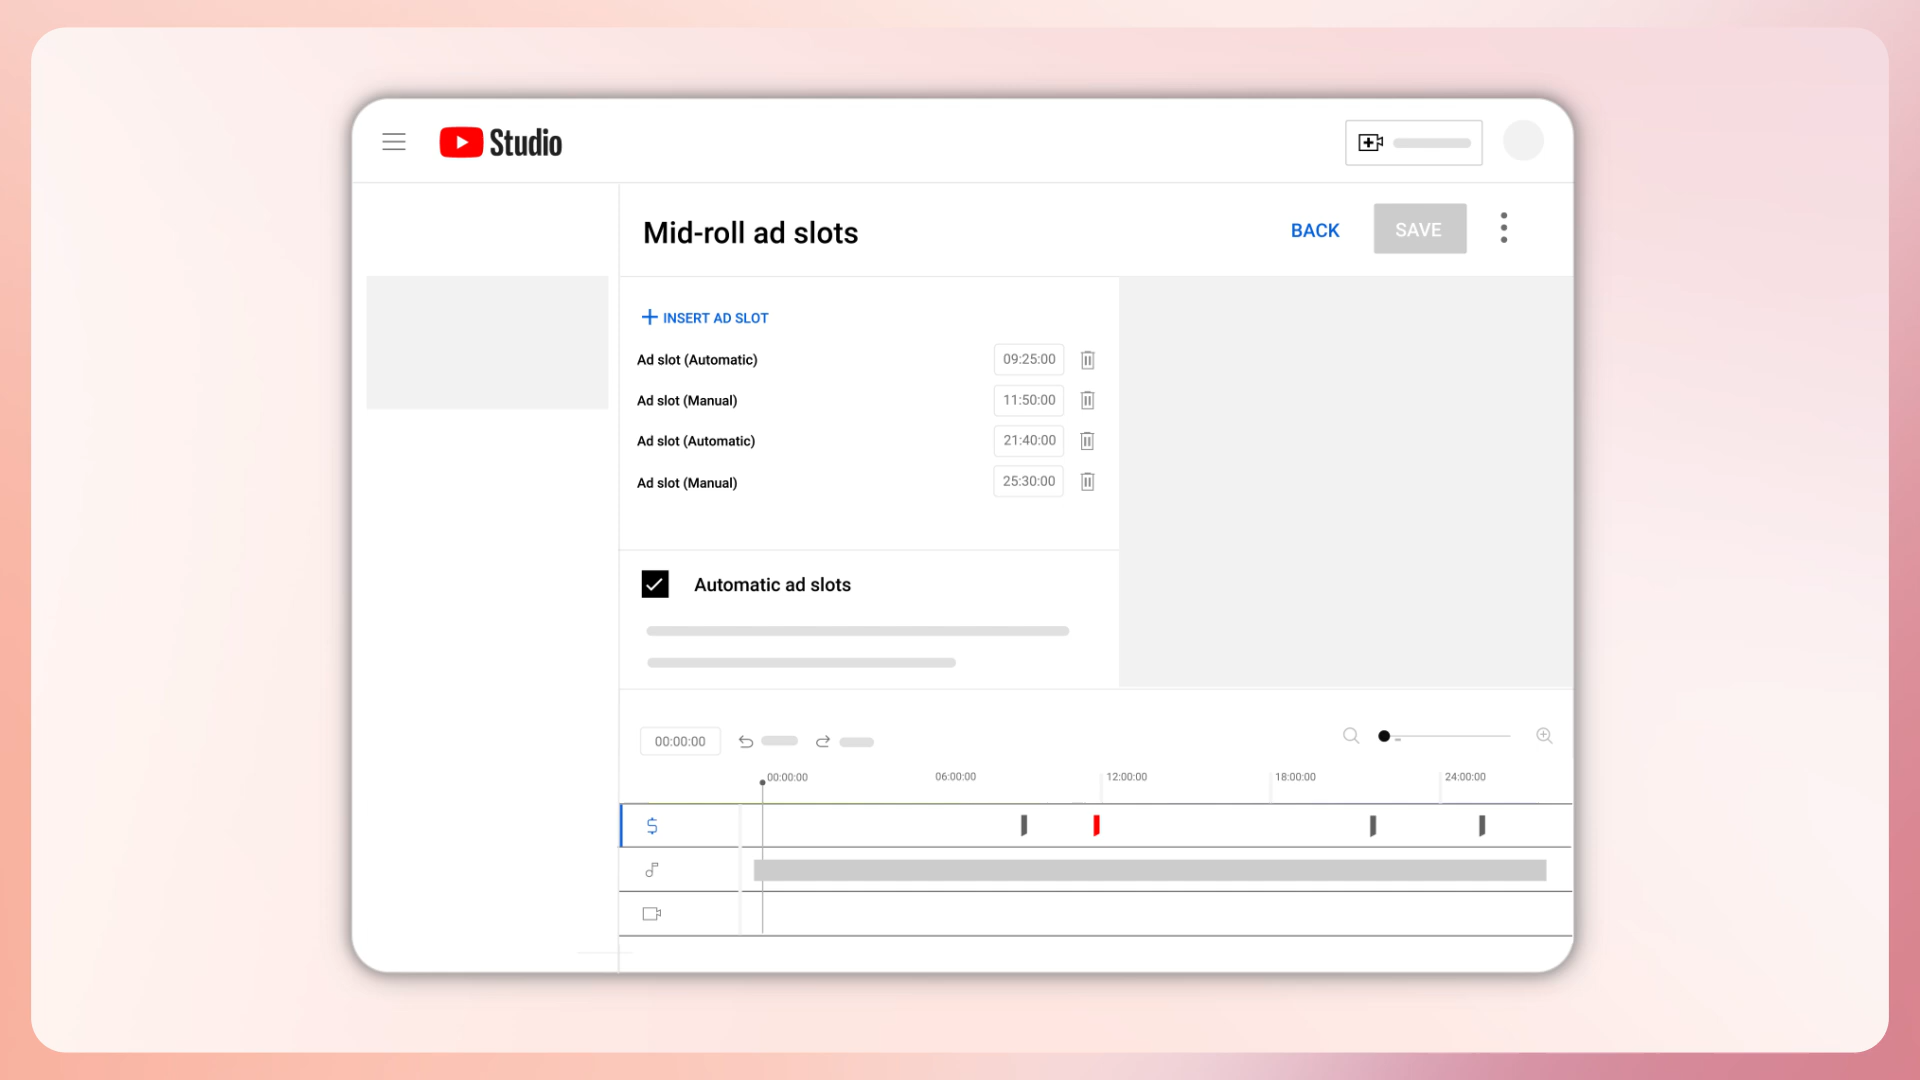 Studio
Mid-roll ad slots
BACK
SAVE
INSERT AD SLOT
Ad slot (Automatic) 09:25:00
Ad slot (Manual) 11:50:00
Ad slot (Automatic) 21:40:00
Ad slot (Manual) 25:30:00
Automatic ad slots
00:00:00
00:00:00 06:00:00 12:00:00 18:00:00 24:00:00